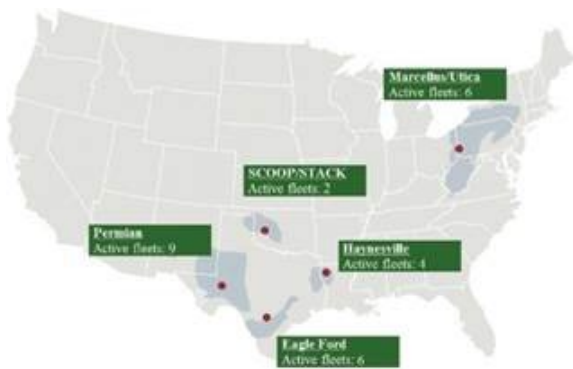 Marcellus/Utica
Active fleets: 6
SCOOP/STACK
Active fleets: 2
Permian
Active fleets: 9
Haynesville
Active fleets: 4
Eagle Ford
Active fleets: 6